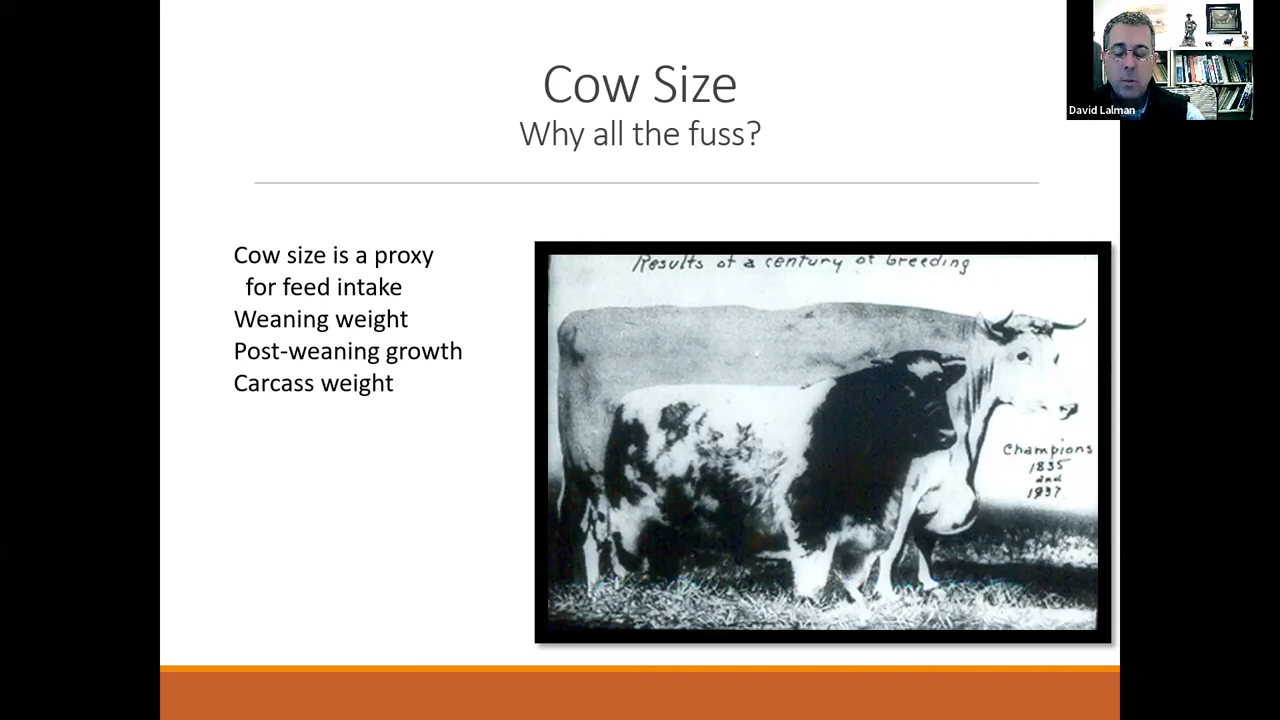 Cow Size
Why all the fuss?
David Lalman
Cow size is a proxy
for feed intake
Weaning weight
Post-weaning growth
Carcass weight
Results of a century of breeding
Champions
1835
and
1937